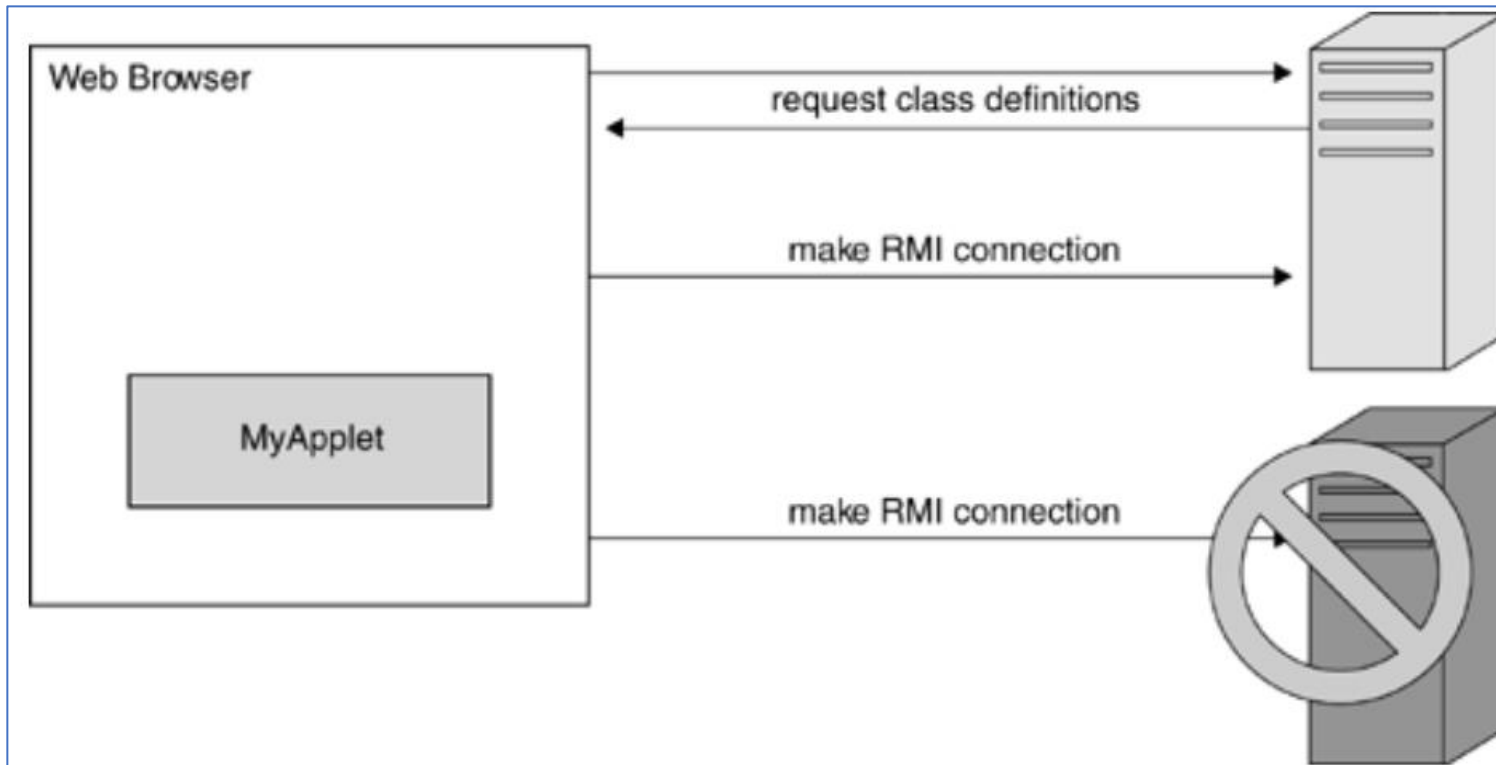 Web Browser
request class definitions
make RMI connection
MyApplet
make RMI connection